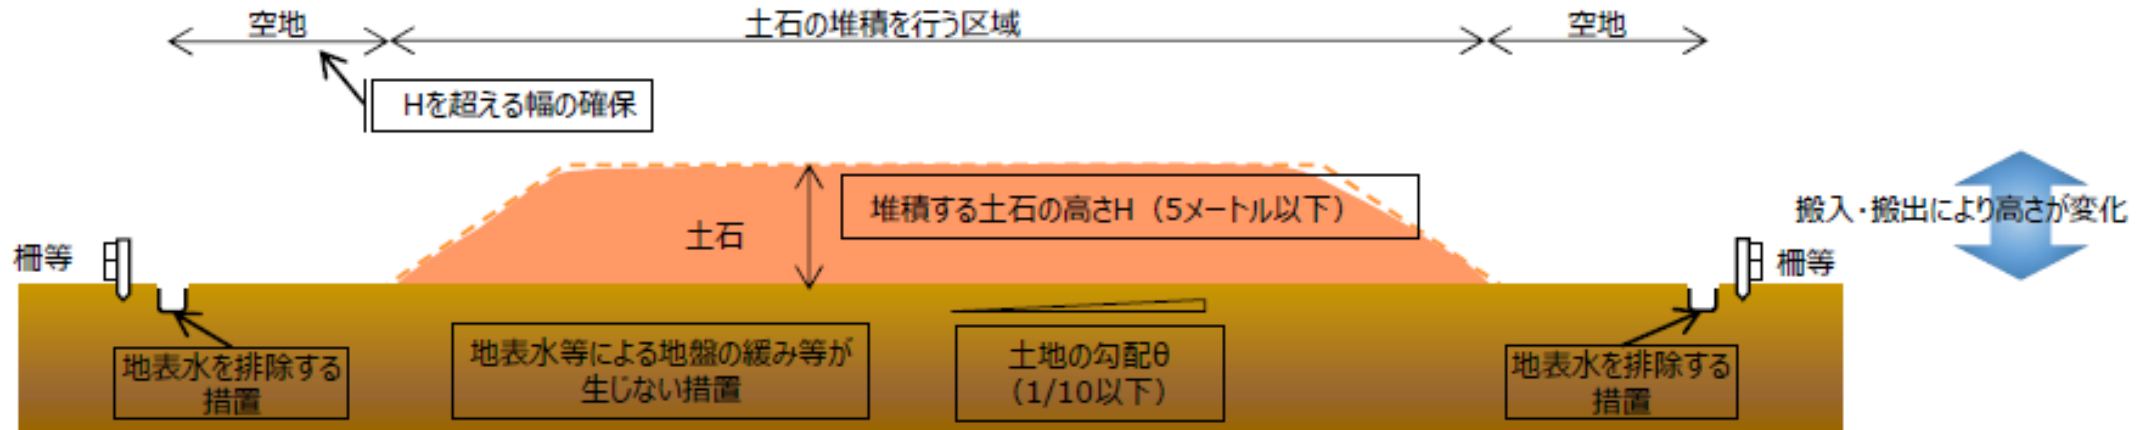 空地
土石の堆積を行う区域
空地
Hを超える幅の確保
堆積する土石の高さH（5メートル以下）
土石
搬入・搬出により高さが変化
柵等
柵等
地表水を排除する
措置
地表水等による地盤の緩み等が
生じない措置
土地の勾配θ
（1/10以下）
地表水を排除する
措置